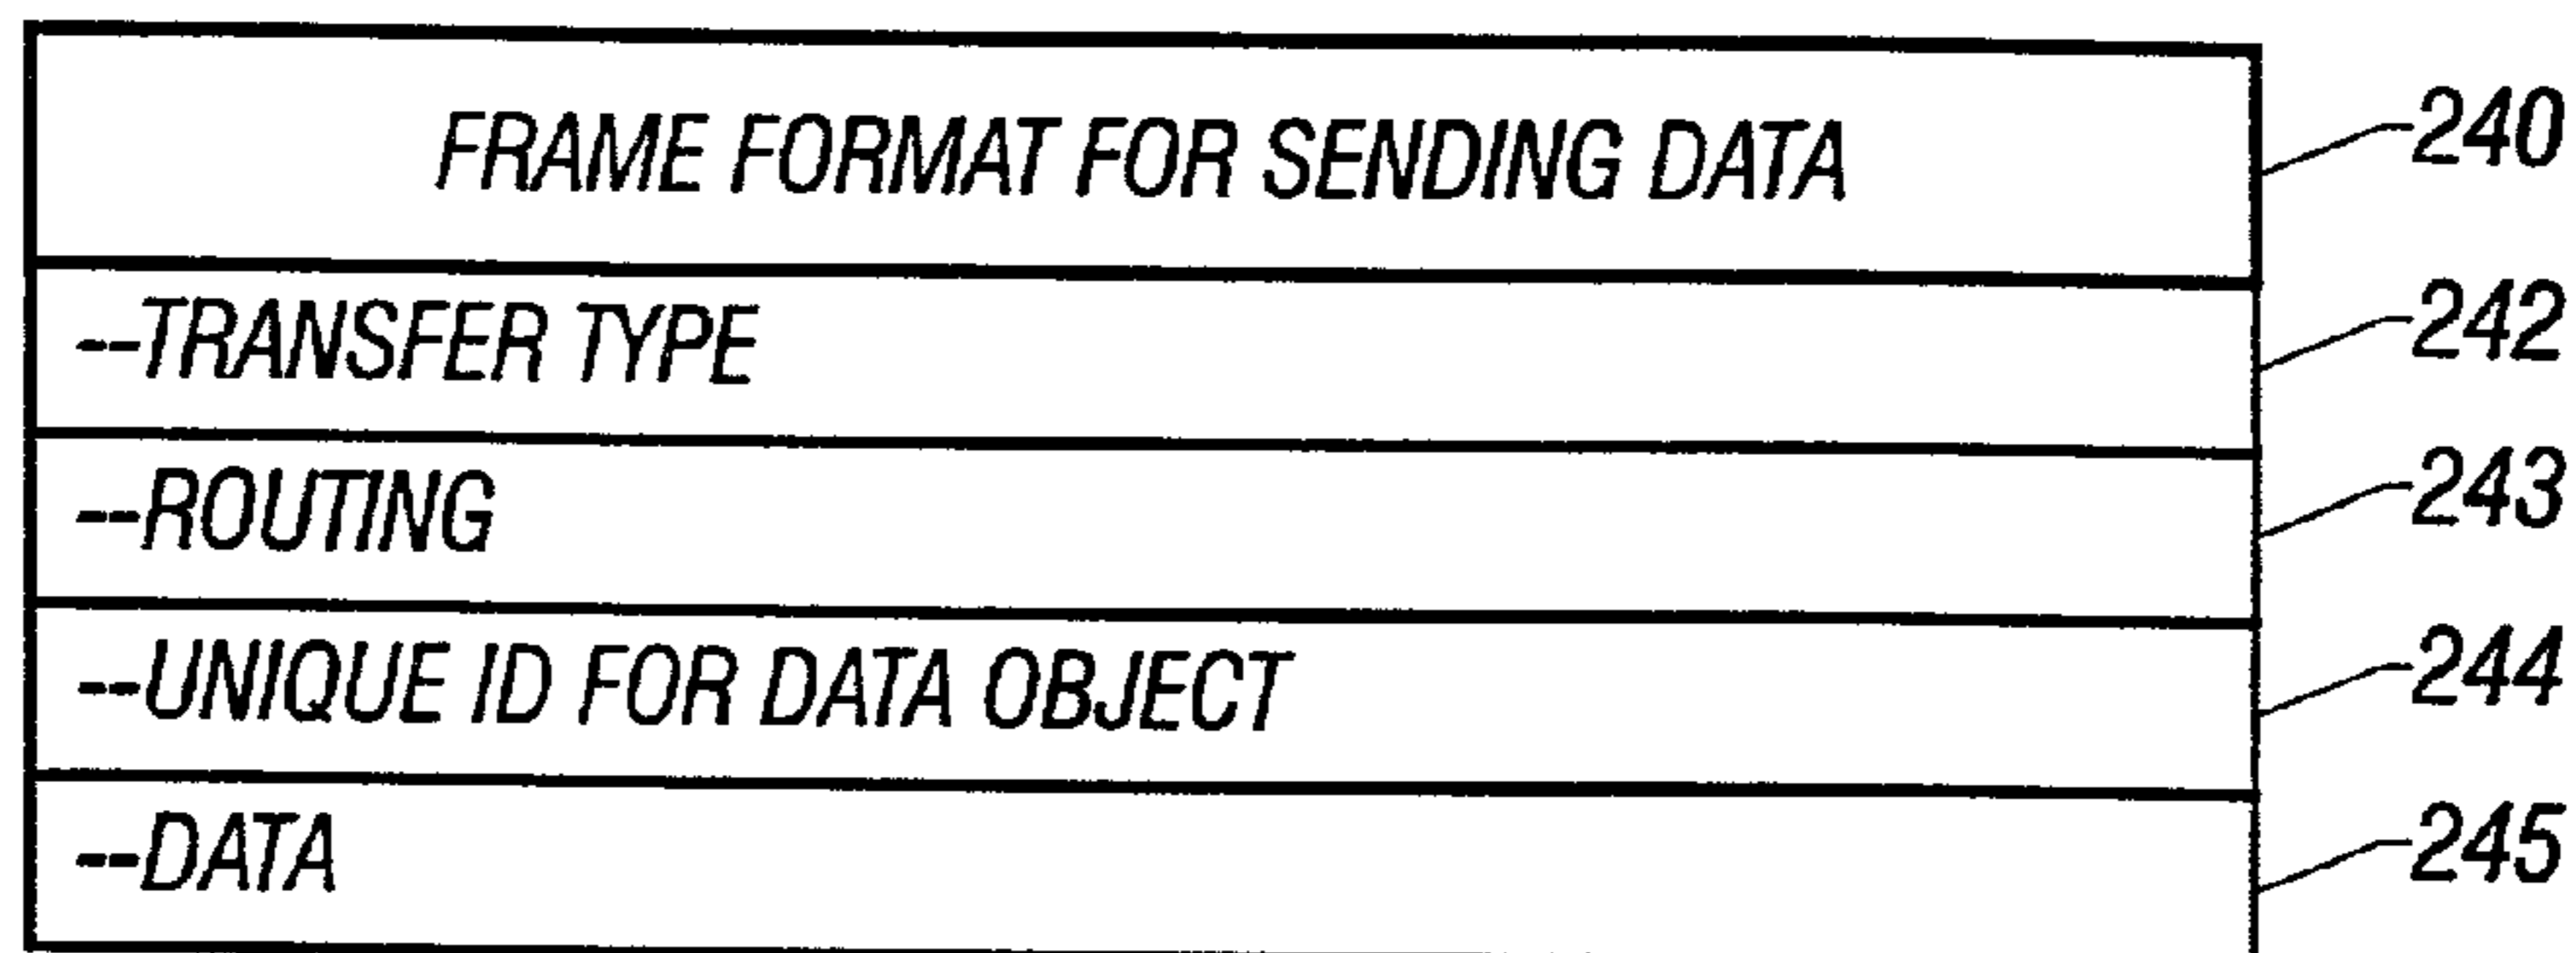 FRAME FORMAT FOR SENDING DATA 240
--TRANSFER TYPE 242
--ROUTING 243
--UNIQUE ID FOR DATA OBJECT 244
--DATA 245